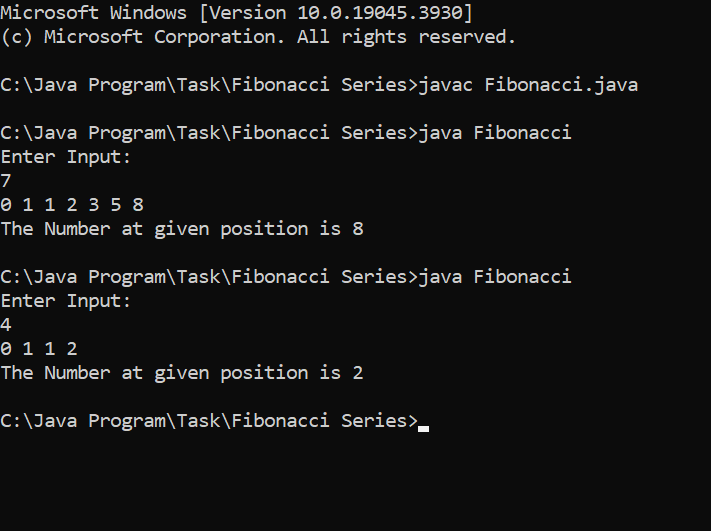 Microsoft Windows [Version 10.0.19045.3930]
(c) Microsoft Corporation. All rights reserved.
C:\Java Program\Task\Fibonacci Series>javac Fibonacci.java
C:\Java Program\Task\Fibonacci Series>java Fibonacci
Enter Input:
7
0 1 1 2 3 5 8
The Number at given position is 8
C:\Java Program\Task\Fibonacci Series>java Fibonacci
Enter Input:
4
0 1 1 2
The Number at given position is 2
C:\Java Program\Task\Fibonacci Series>